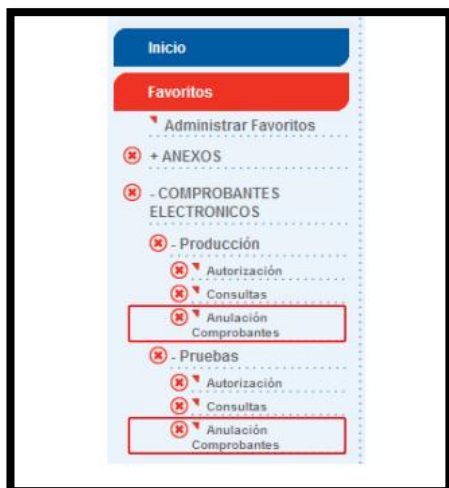 Inicio
Favoritos
Administrar Favoritos
+ ANEXOS
- COMPROBANTES
ELECTRONICOS
- Producción
Autorización
Consultas
Anulación
Comprobantes
- Pruebas
Autorización
Consultas
Anulación
Comprobantes